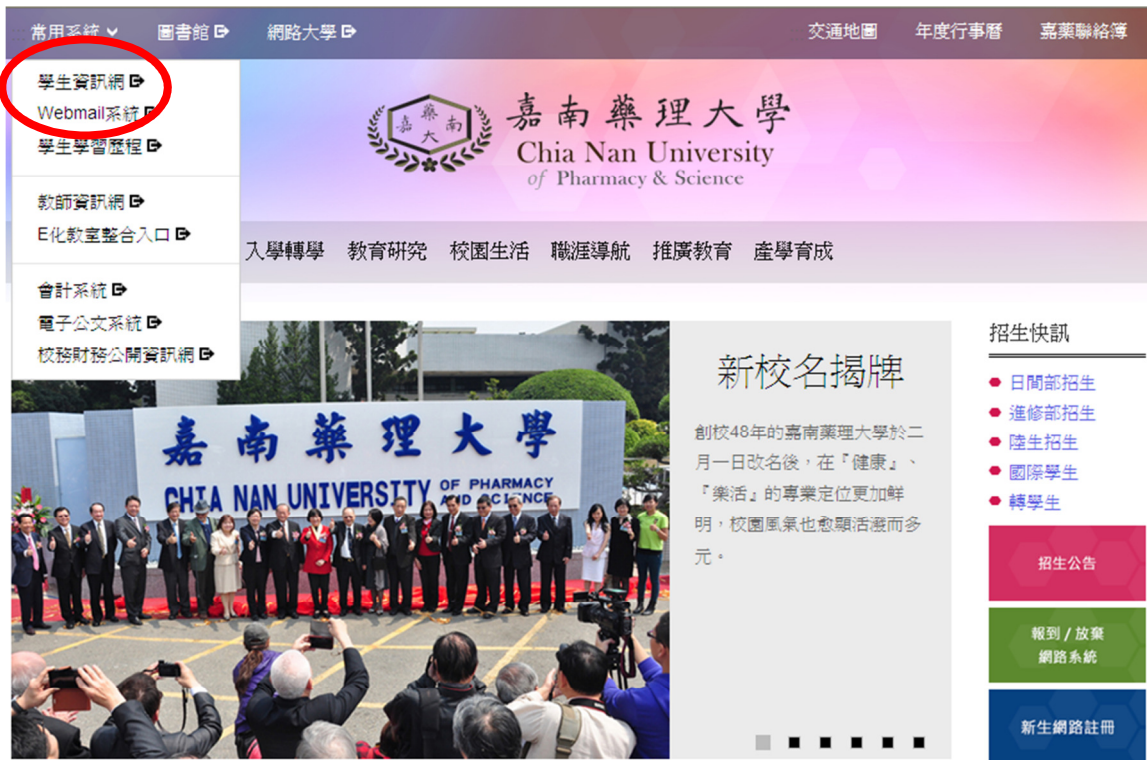 常用系統
圖書館
網路大學
交通地圖
年度行事曆
嘉藥聯絡簿
學生資訊網
Webmail系統
學生學習歷程
教師資訊網
E化教室整合入口
會計系統
電子公文系統
校務財務公開資訊網
嘉藥南大
嘉南藥理大學
Chia Nan University
of Pharmacy & Science
入學轉學
教育研究
校園生活
職涯導航
推廣教育
產學育成
嘉南藥理大學
CHIA NAN UNIVERSITY OF PHARMACY
AND SCIENCE
新校名揭牌
創校48年的嘉南藥理大學於二
月一日改名後，在『健康』、
『樂活』的專業定位更加鮮
明，校園風氣也愈顯活潑而多
元。
招生快訊
日間部招生
進修部招生
陸生招生
國際學生
轉學生
招生公告
報到 / 放棄
網路系統
新生網路註冊